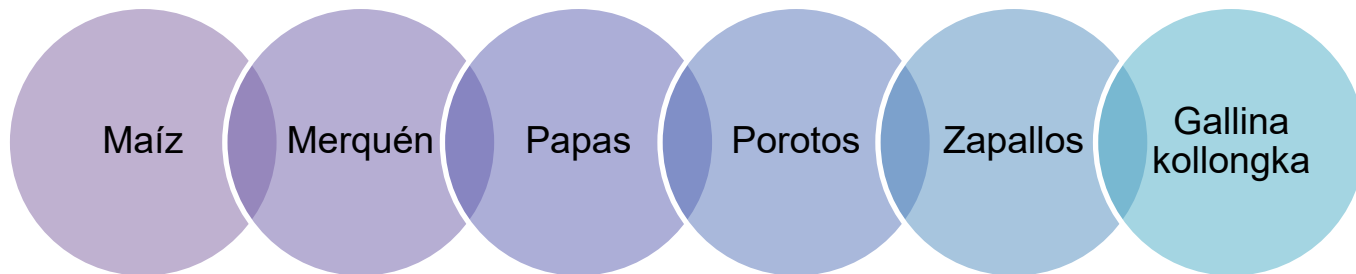 Maíz
Merquén
Papas
Porotos
Zapallos
Gallina
kollongka